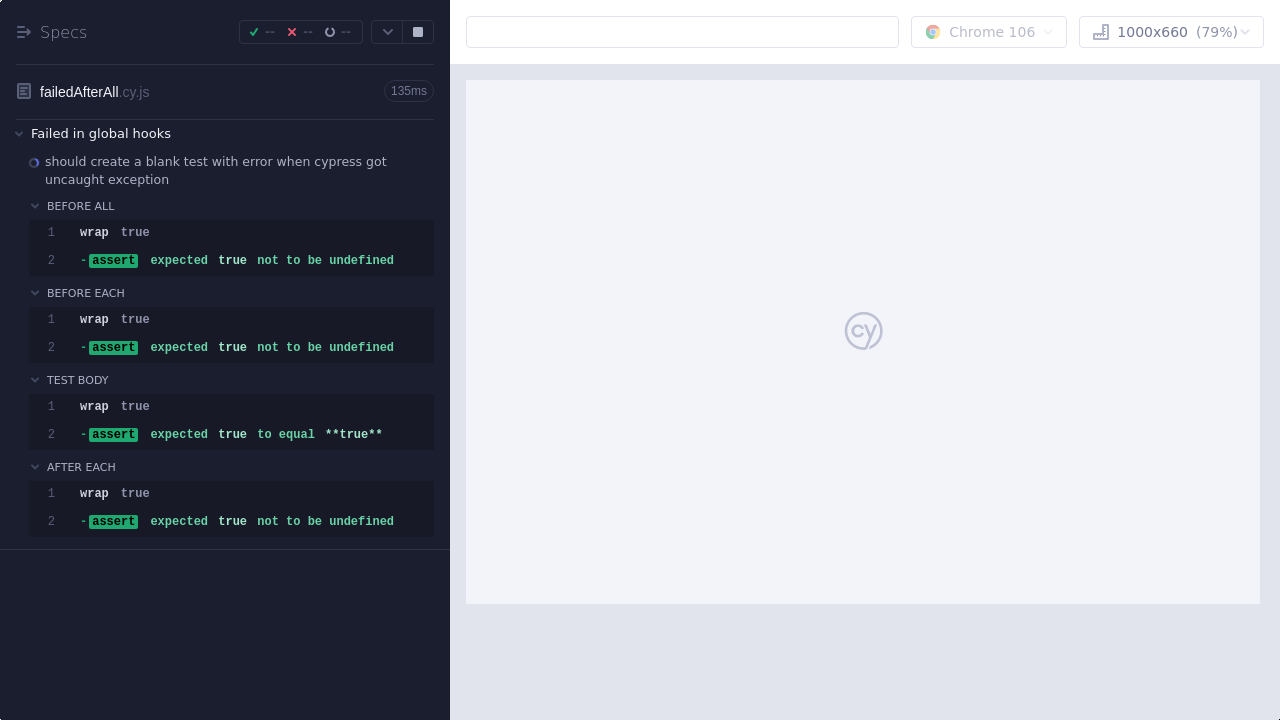 Specs
--
--
--
Chrome 106
1000x660 (79%)
failedAfterAll.cy.js
135ms
Failed in global hooks
should create a blank test with error when cypress got
uncaught exception
BEFORE ALL
1 wrap true
2 -assert expected true not to be undefined
BEFORE EACH
1 wrap true
2 -assert expected true not to be undefined
TEST BODY
1 wrap true
2 -assert expected true to equal **true**
AFTER EACH
1 wrap true
2 -assert expected true not to be undefined
cy